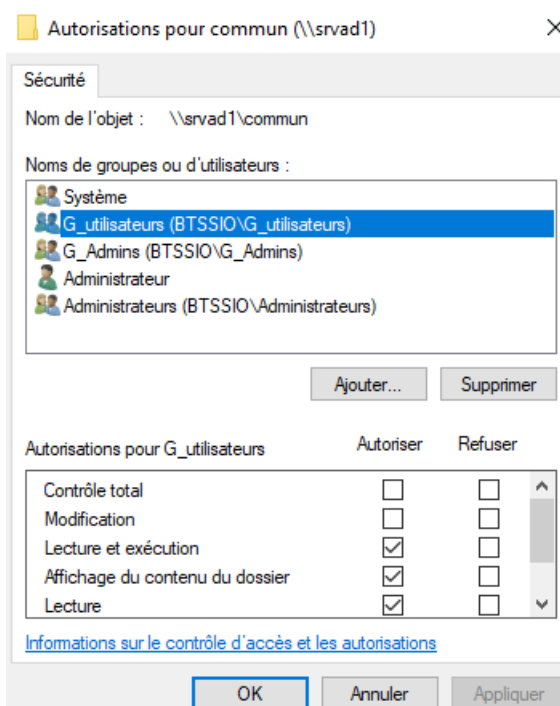 Autorisations pour commun (\\srvad1)
Sécurité
Nom de l'objet : \\srvad1\commun
Noms de groupes ou d'utilisateurs :
Système
G_utilisateurs (BTSSIO\G_utilisateurs)
G_Admins (BTSSIO\G_Admins)
Administrateur
Administrateurs (BTSSIO\Administrateurs)
Ajouter... Supprimer
Autorisations pour G_utilisateurs Autoriser Refuser
Contrôle total
Modification
Lecture et exécution
Affichage du contenu du dossier
Lecture
Informations sur le contrôle d'accès et les autorisations
OK Annuler Appliquer